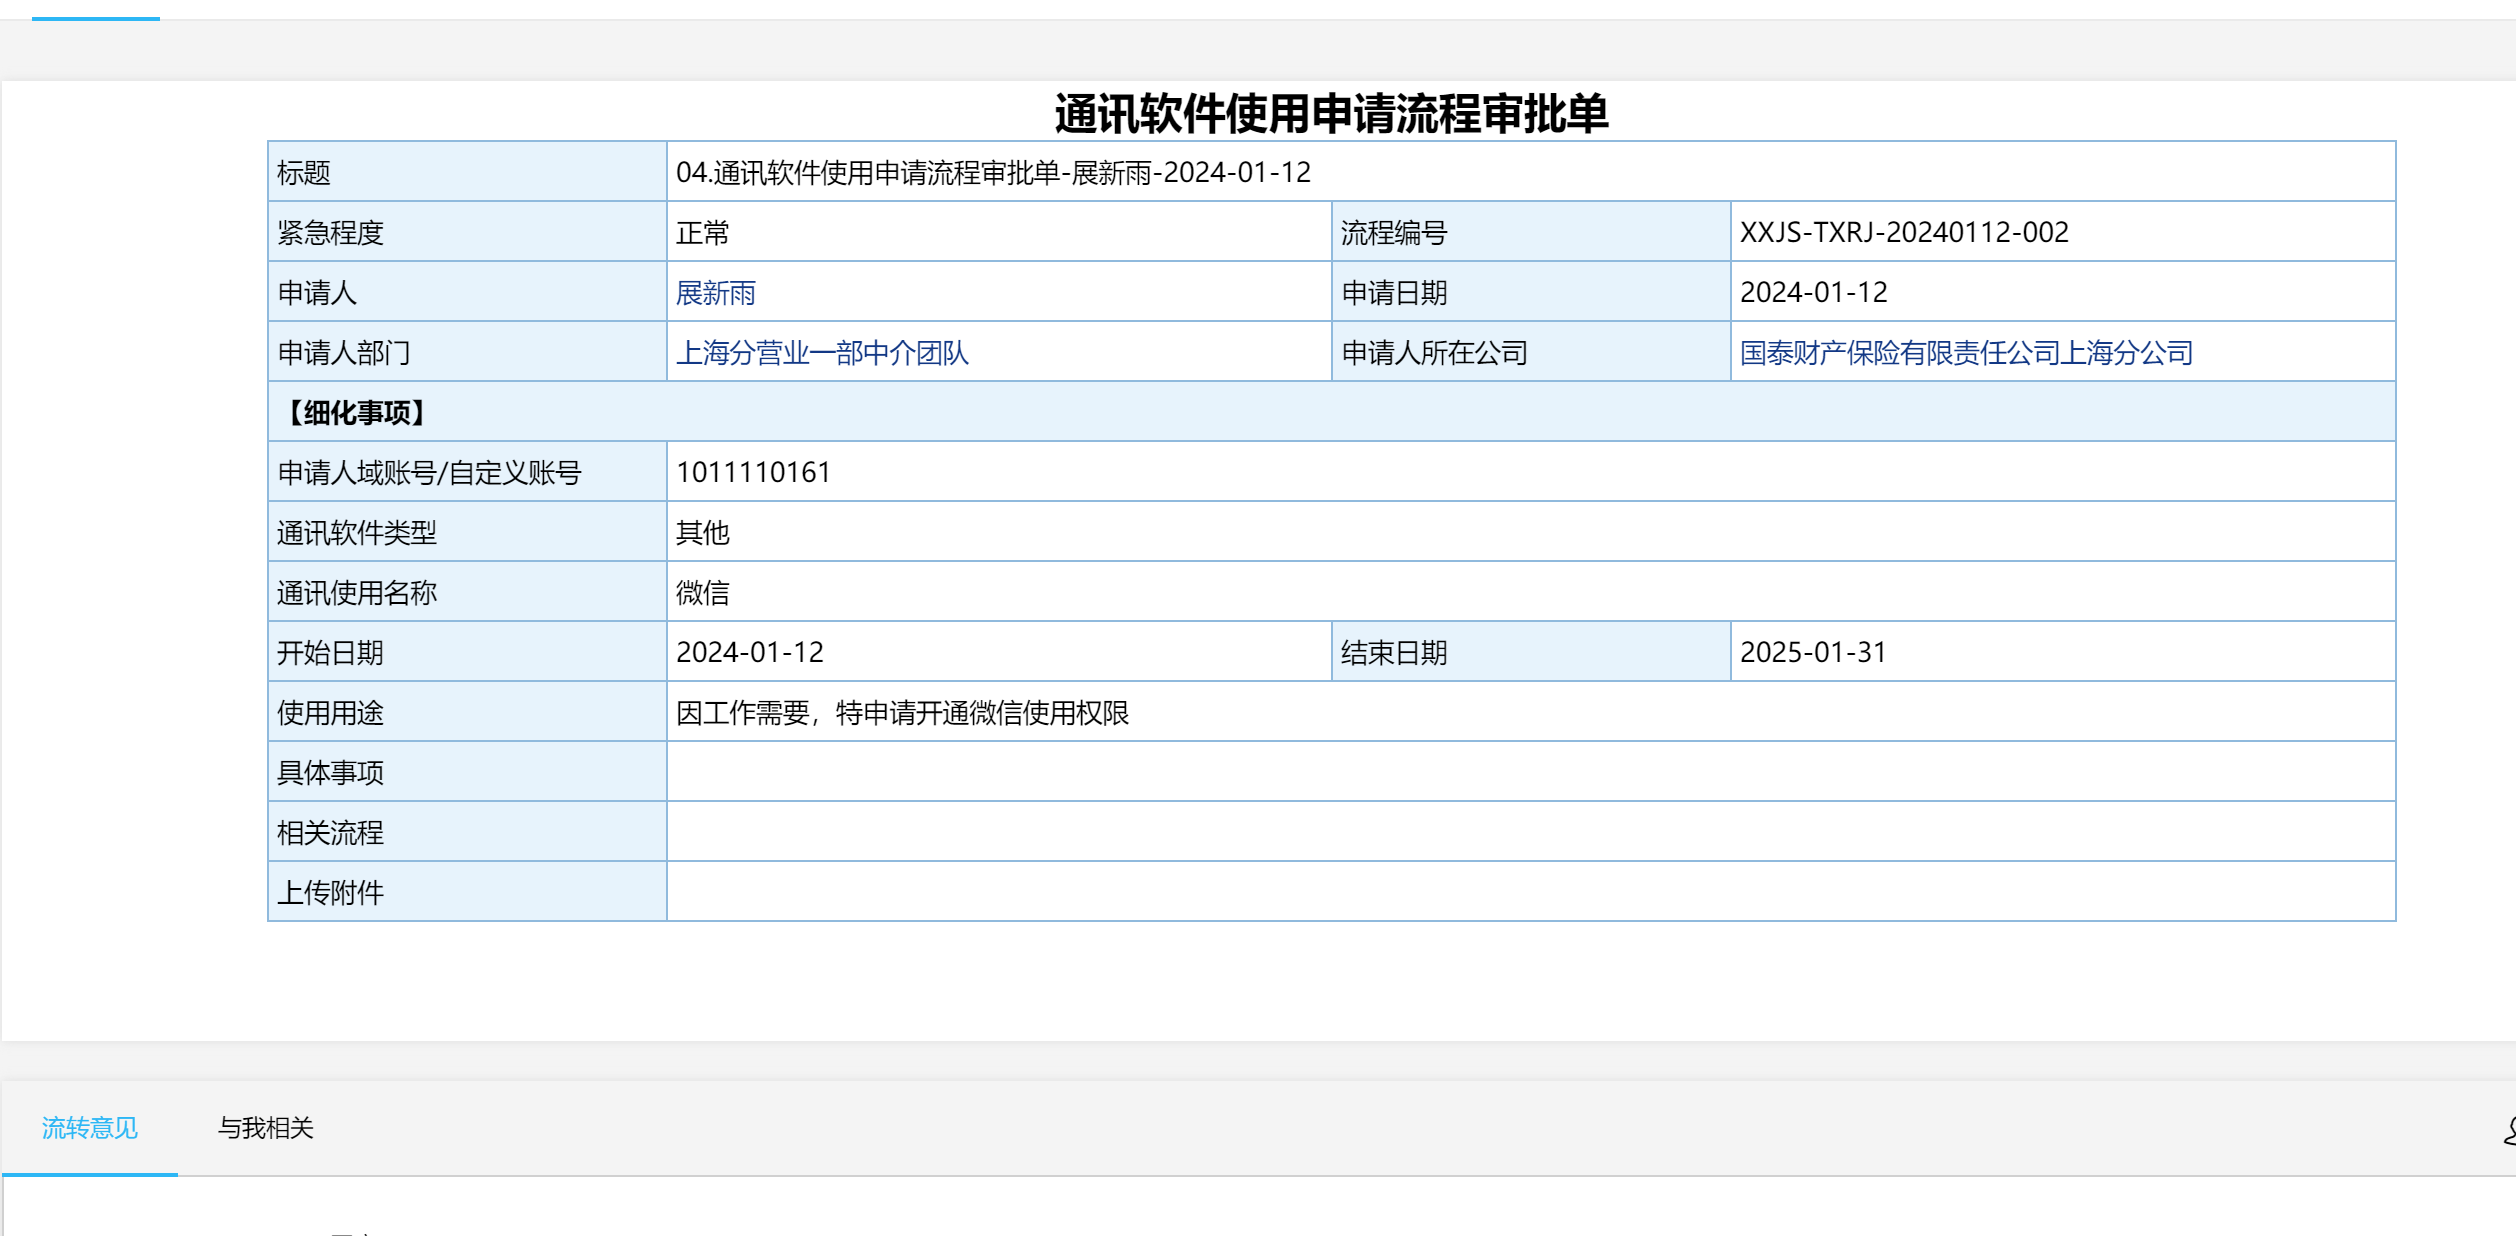 通讯软件使用申请流程审批单
标题 04.通讯软件使用申请流程审批单-展新雨-2024-01-12
紧急程度 正常 流程编号 XXJS-TXRJ-20240112-002
申请人 展新雨 申请日期 2024-01-12
申请人部门 上海分营业一部中介团队 申请人所在公司 国泰财产保险有限责任公司上海分公司
【细化事项】
申请人域账号/自定义账号 1011110161
通讯软件类型 其他
通讯使用名称 微信
开始日期 2024-01-12 结束日期 2025-01-31
使用用途 因工作需要，特申请开通微信使用权限
具体事项
相关流程
上传附件
流转意见 与我相关